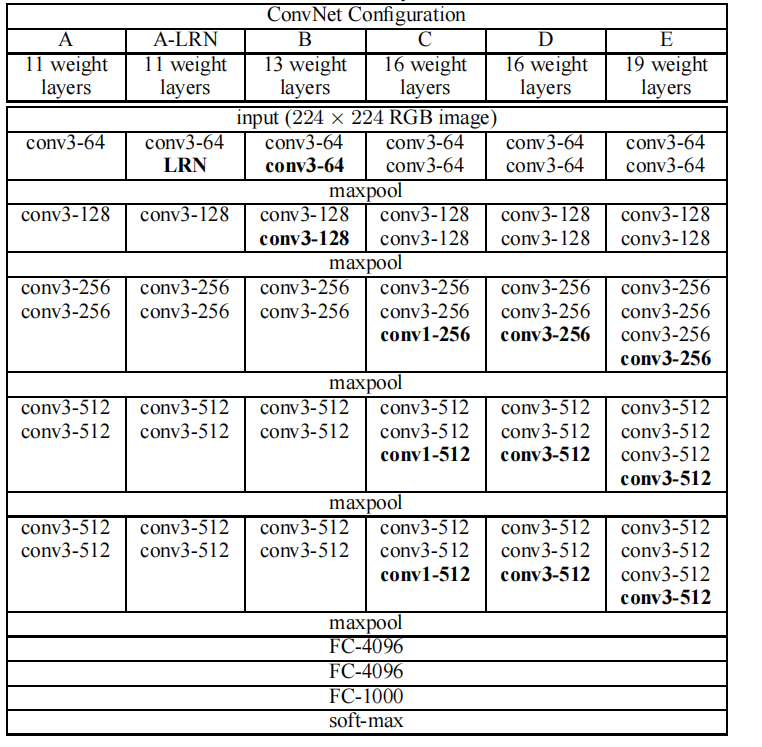 ConvNet Configuration
A A-LRN B C D E
11 weight 11 weight 13 weight 16 weight 16 weight 19 weight
layers layers layers layers layers layers
input (224 × 224 RGB image)
conv3-64 conv3-64 conv3-64 conv3-64 conv3-64 conv3-64
LRN conv3-64 conv3-64 conv3-64 conv3-64
maxpool
conv3-128 conv3-128 conv3-128 conv3-128 conv3-128 conv3-128
conv3-128 conv3-128 conv3-128 conv3-128
maxpool
conv3-256 conv3-256 conv3-256 conv3-256 conv3-256 conv3-256
conv3-256 conv3-256 conv3-256 conv3-256 conv3-256 conv3-256
conv1-256 conv3-256 conv3-256
conv3-256
maxpool
conv3-512 conv3-512 conv3-512 conv3-512 conv3-512 conv3-512
conv3-512 conv3-512 conv3-512 conv3-512 conv3-512 conv3-512
conv1-512 conv3-512 conv3-512
conv3-512
maxpool
conv3-512 conv3-512 conv3-512 conv3-512 conv3-512 conv3-512
conv3-512 conv3-512 conv3-512 conv3-512 conv3-512 conv3-512
conv1-512 conv3-512 conv3-512
conv3-512
maxpool
FC-4096
FC-4096
FC-1000
soft-max